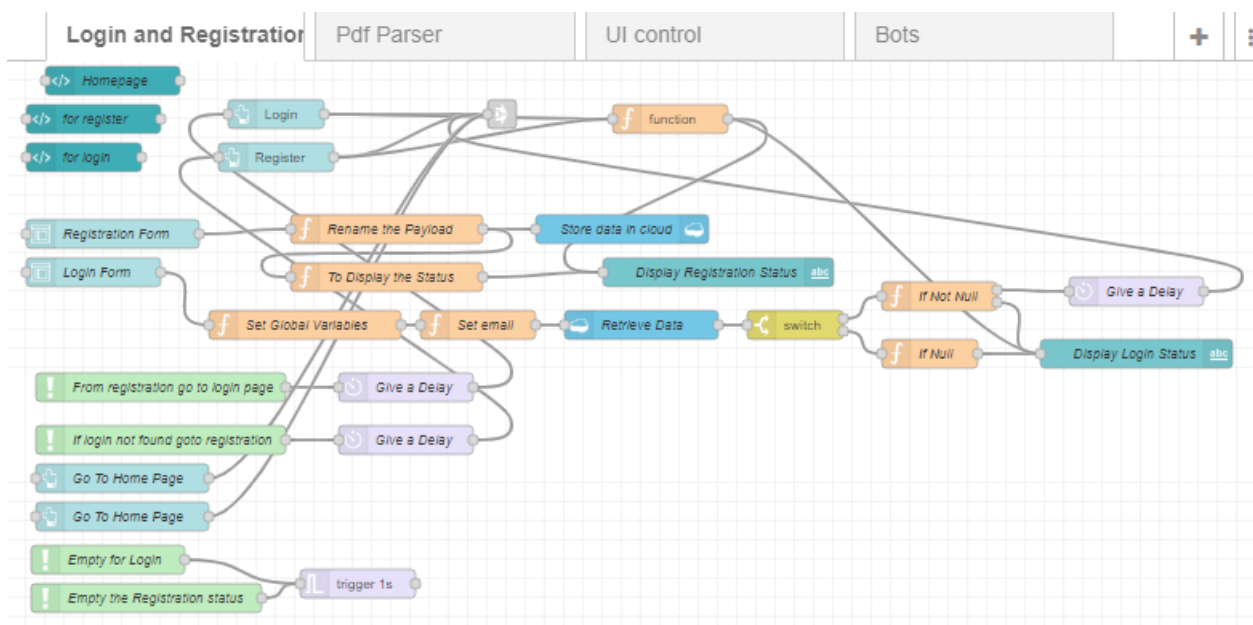 Login and Registration
Pdf Parser
UI control
Bots
+
</> Homepage
</> for register
</> for login
Login
function
Register
Registration Form
Rename the Payload
Store data in cloud
Login Form
To Display the Status
Display Registration Status abc
If Not Null
Give a Delay
Set Global Variables
Set email
Retrieve Data
switch
If Null
Display Login Status abc
From registration go to login page
Give a Delay
If login not found goto registration
Give a Delay
Go To Home Page
Go To Home Page
Empty for Login
trigger 1s
Empty the Registration status